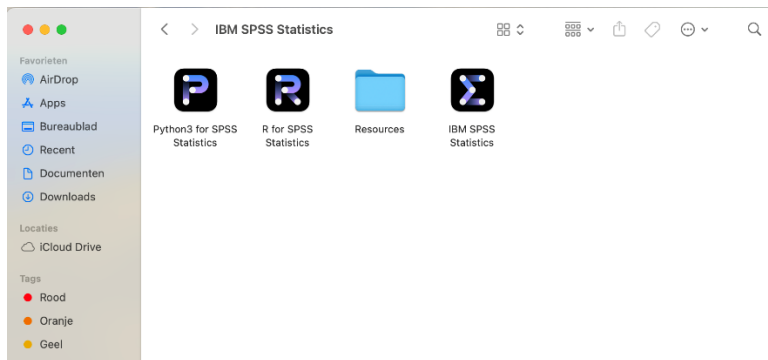 IBM SPSS Statistics
Favorieten
AirDrop
Apps
Bureaublad
Recent
Documenten
Downloads
Locaties
iCloud Drive
Tags
Rood
Oranje
Geel
Python3 for SPSS
Statistics
R for SPSS
Statistics
Resources
IBM SPSS
Statistics